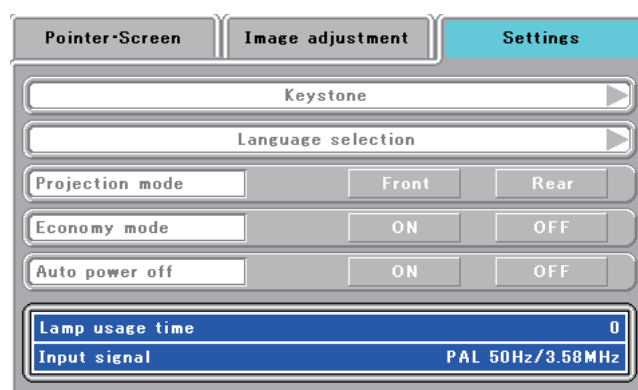 Pointer·Screen Image adjustment Settings
Keystone
Language selection
Projection mode Front Rear
Economy mode ON OFF
Auto power off ON OFF
Lamp usage time 0
Input signal PAL 50Hz/3.58MHz